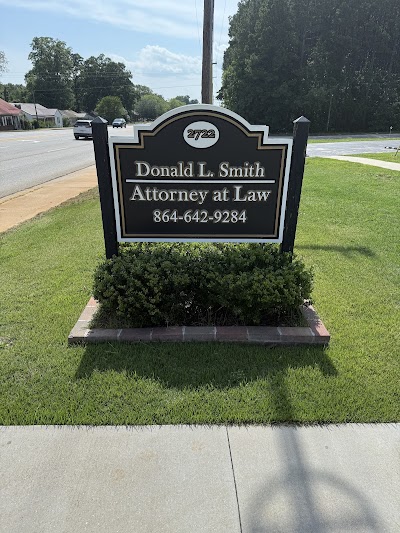 2722
Donald L. Smith
Attorney at Law
864-642-9284